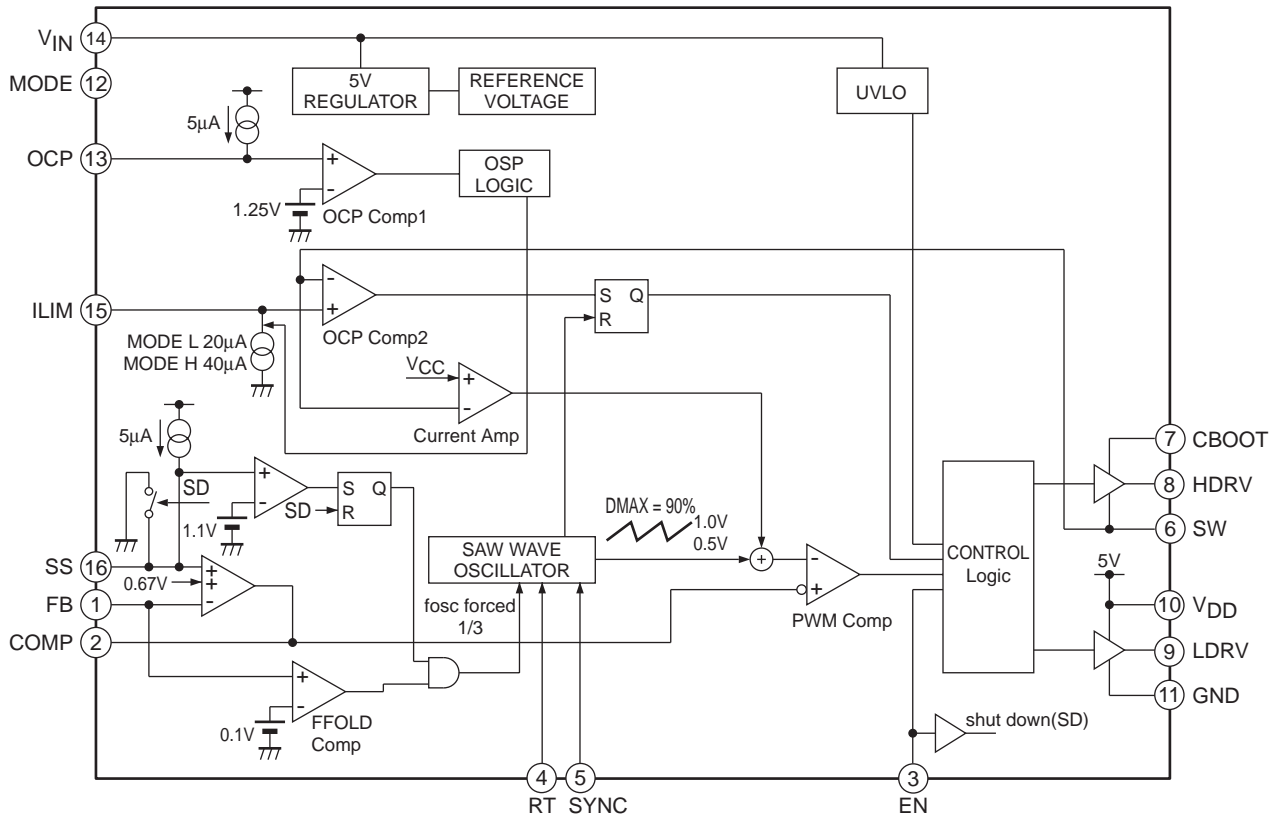 VIN 14
MODE 12
5V
REGULATOR
REFERENCE
VOLTAGE
UVLO
5μA
OCP 13
+
-
1.25V
OCP Comp1
OSP
LOGIC
ILIM 15
-
+
OCP Comp2
S Q
R
MODE L 20μA
MODE H 40μA
VCC
+
-
Current Amp
5μA
SD
+
-
1.1V
SD
S Q
R
SS 16
0.67V
+
+
-
FB 1
COMP 2
SAW WAVE
OSCILLATOR
DMAX = 90%
1.0V
0.5V
+
-
+
PWM Comp
fosc forced
1/3
+
-
0.1V
FFOLD
Comp
CONTROL
Logic
7 CBOOT
8 HDRV
6 SW
5V
10 VDD
9 LDRV
11 GND
shut down(SD)
4
RT
5
SYNC
3
EN